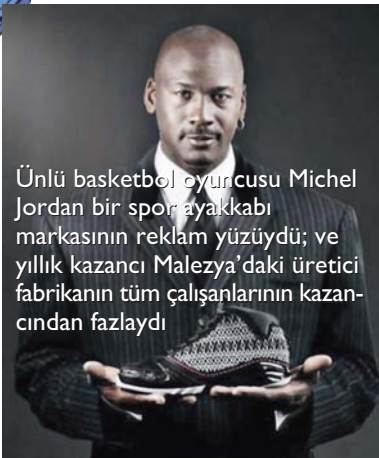 Ünlü basketbol oyuncusu Michel
Jordan bir spor ayakkabı
markasının reklam yüzüydü; ve
yıllık kazancı Malezya’daki üretici
fabrikanın tüm çalışanlarının kazan-
cından fazlaydı